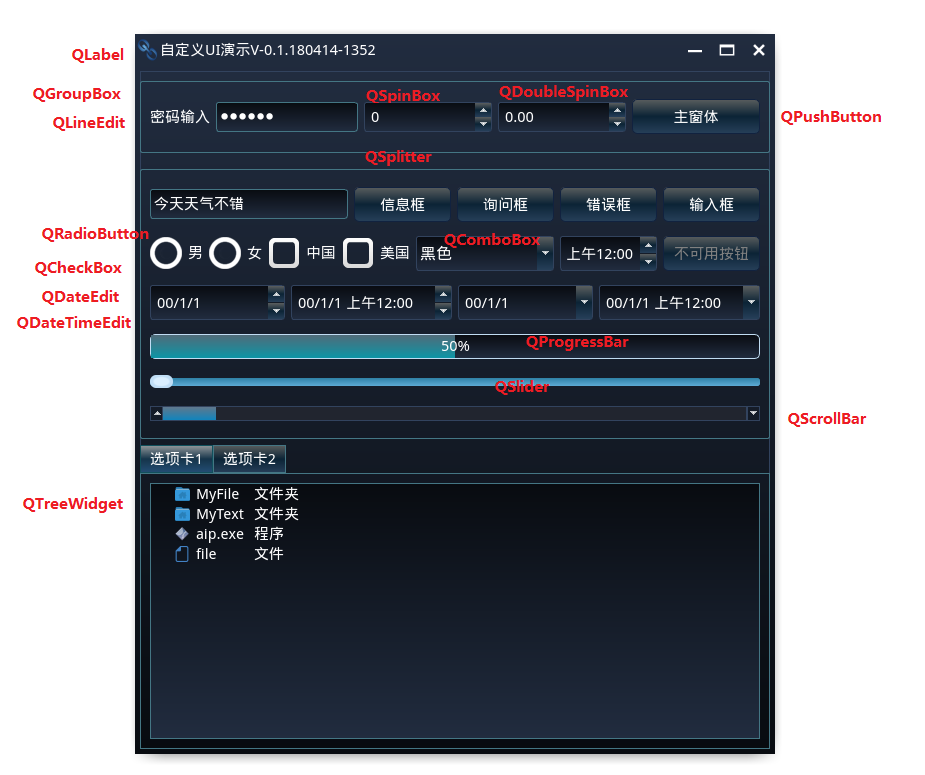 自定义UI演示V-0.1.180414-1352
QLabel
QGroupBox
QSpinBox
QDoubleSpinBox
密码输入 ●●●●●● 0 0.00 主窗体
QPushButton
QLineEdit
QSplitter
今天天气不错 信息框 询问框 错误框 输入框
QRadioButton
QComboBox
男 女 中国 美国 黑色 上午12:00 不可用按钮
QCheckBox
QDateEdit
00/1/1 00/1/1 上午12:00 00/1/1 00/1/1 上午12:00
QDateTimeEdit
50%
QProgressBar
QSlider
QScrollBar
选项卡1 选项卡2
QTreeWidget
MyFile 文件夹
MyText 文件夹
aip.exe 程序
file 文件